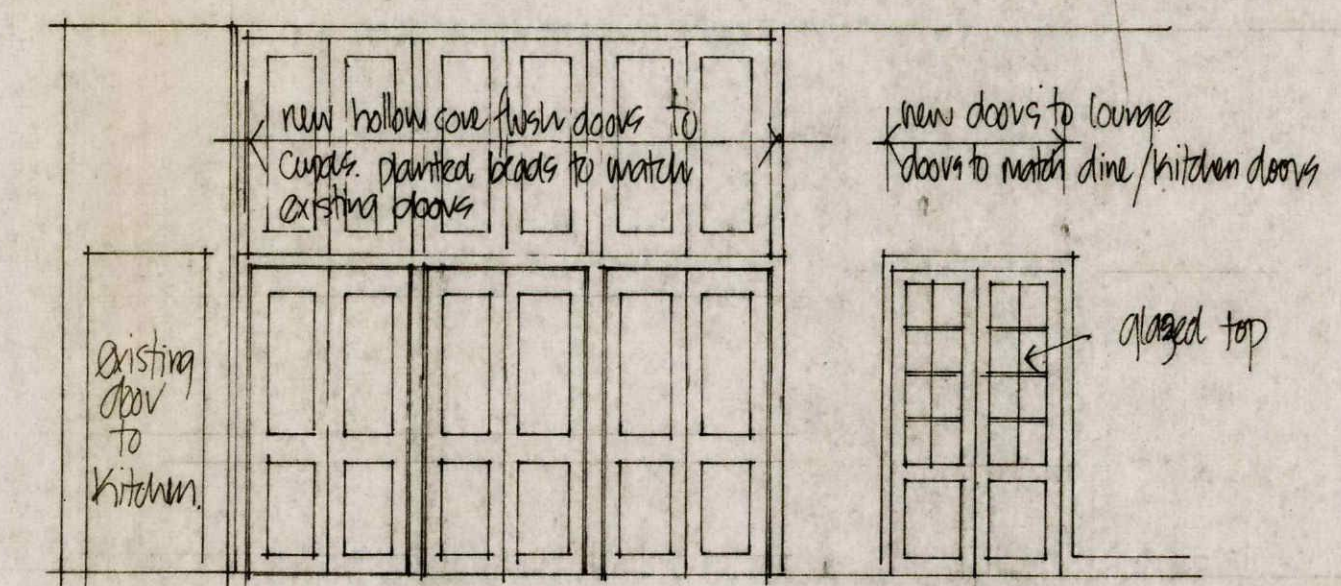 new hollow core flush doors to
cupds. planted beads to match
existing doors
new doors to lounge
doors to match dine/kitchen doors
glazed top
existing
door
to
kitchen.